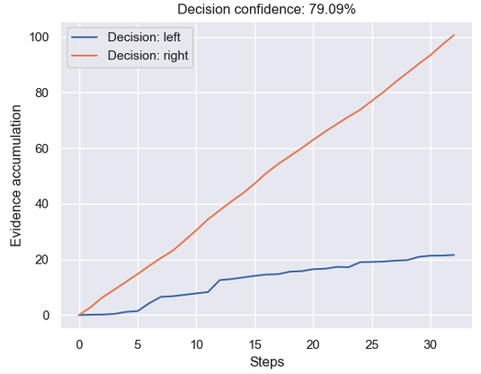 Decision confidence: 79.09%
Decision: left
Decision: right
Evidence accumulation
100
80
60
40
20
0
0 5 10 15 20 25 30
Steps